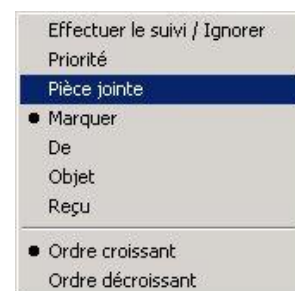 Effectuer le suivi / Ignorer
Priorité
Pièce jointe
Marquer
De
Objet
Reçu
Ordre croissant
Ordre décroissant